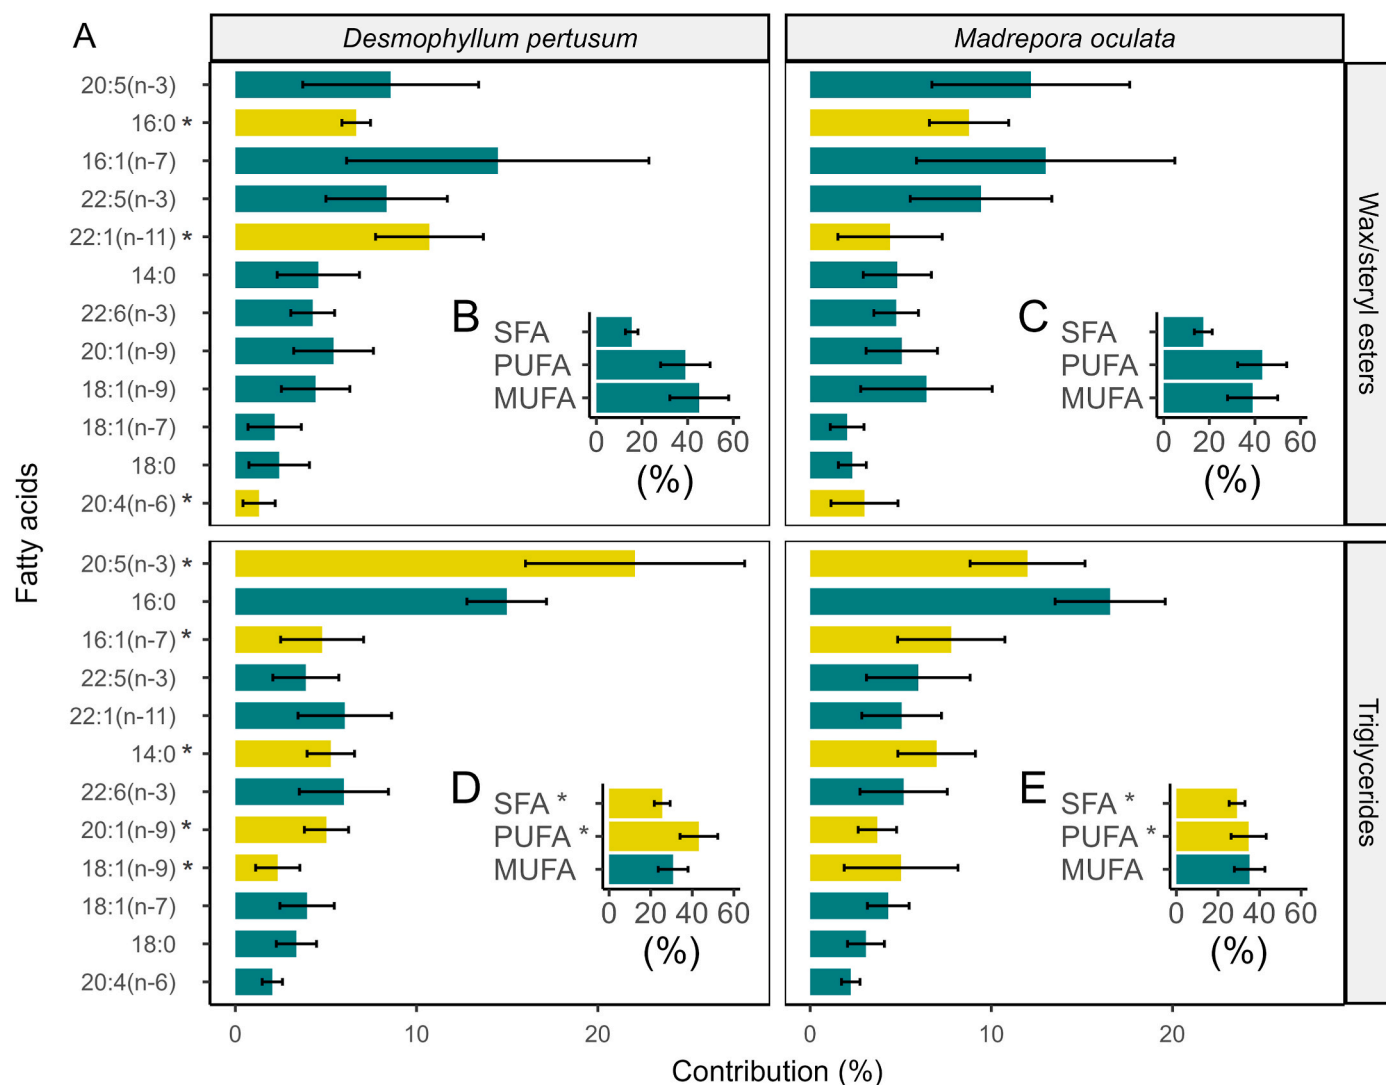 A
Desmophyllum pertusum
Madrepora oculata
Fatty acids
20:5(n-3)
16:0 *
16:1(n-7)
22:5(n-3)
22:1(n-11) *
14:0
22:6(n-3)
20:1(n-9)
18:1(n-9)
18:1(n-7)
18:0
20:4(n-6) *
B
SFA
PUFA
MUFA
0 20 40 60
(%)
C
SFA
PUFA
MUFA
0 20 40 60
(%)
Wax/steryl esters
20:5(n-3) *
16:0
16:1(n-7) *
22:5(n-3)
22:1(n-11)
14:0 *
22:6(n-3)
20:1(n-9) *
18:1(n-9) *
18:1(n-7)
18:0
20:4(n-6)
D
SFA *
PUFA *
MUFA
0 20 40 60
(%)
E
SFA *
PUFA *
MUFA
0 20 40 60
(%)
Triglycerides
0 10 20
0 10 20
Contribution (%)